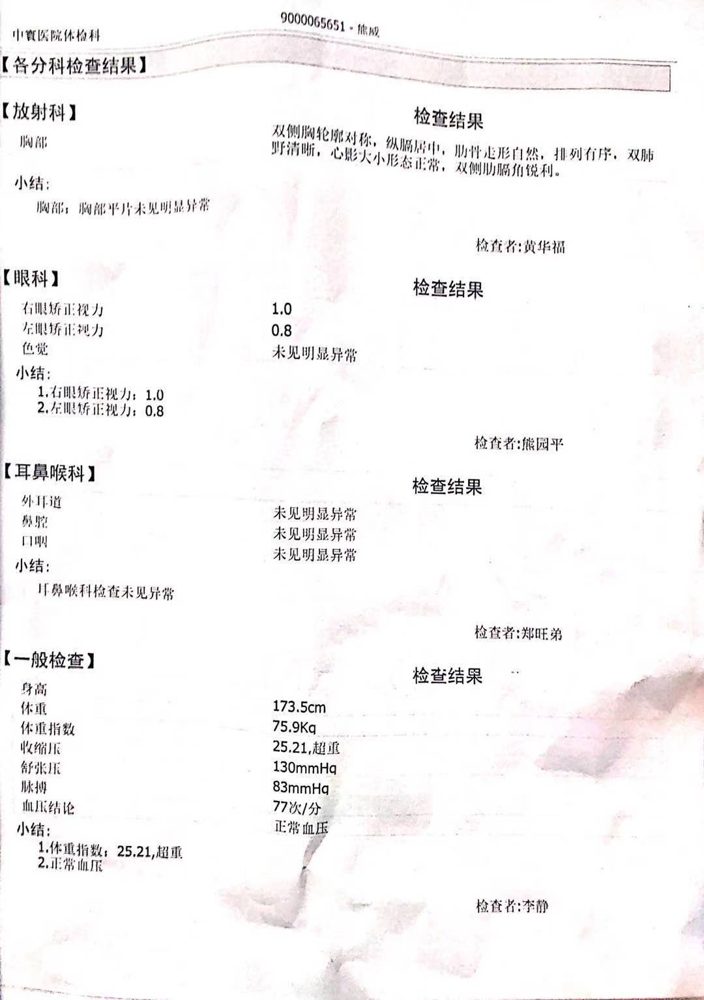 9000065651·熊威
中寰医院体检科
【各分科检查结果】
【放射科】 检查结果
胸部 双侧胸轮廓对称，纵膈居中，肋骨走形自然，排列有序，双肺
野清晰，心影大小形态正常，双侧肋膈角锐利。
小结:
胸部：胸部平片未见明显异常
检查者:黄华福
【眼科】 检查结果
右眼矫正视力 1.0
左眼矫正视力 0.8
色觉 未见明显异常
小结:
1.右眼矫正视力：1.0
2.左眼矫正视力：0.8
检查者:熊园平
【耳鼻喉科】 检查结果
外耳道 未见明显异常
鼻腔 未见明显异常
口咽 未见明显异常
小结:
耳鼻喉科检查未见异常
检查者:郑旺弟
【一般检查】 检查结果
身高 173.5cm
体重 75.9Kg
体重指数 25.21,超重
收缩压 130mmHg
舒张压 83mmHg
脉搏 77次/分
血压结论 正常血压
小结:
1.体重指数：25.21,超重
2.正常血压
检查者:李静